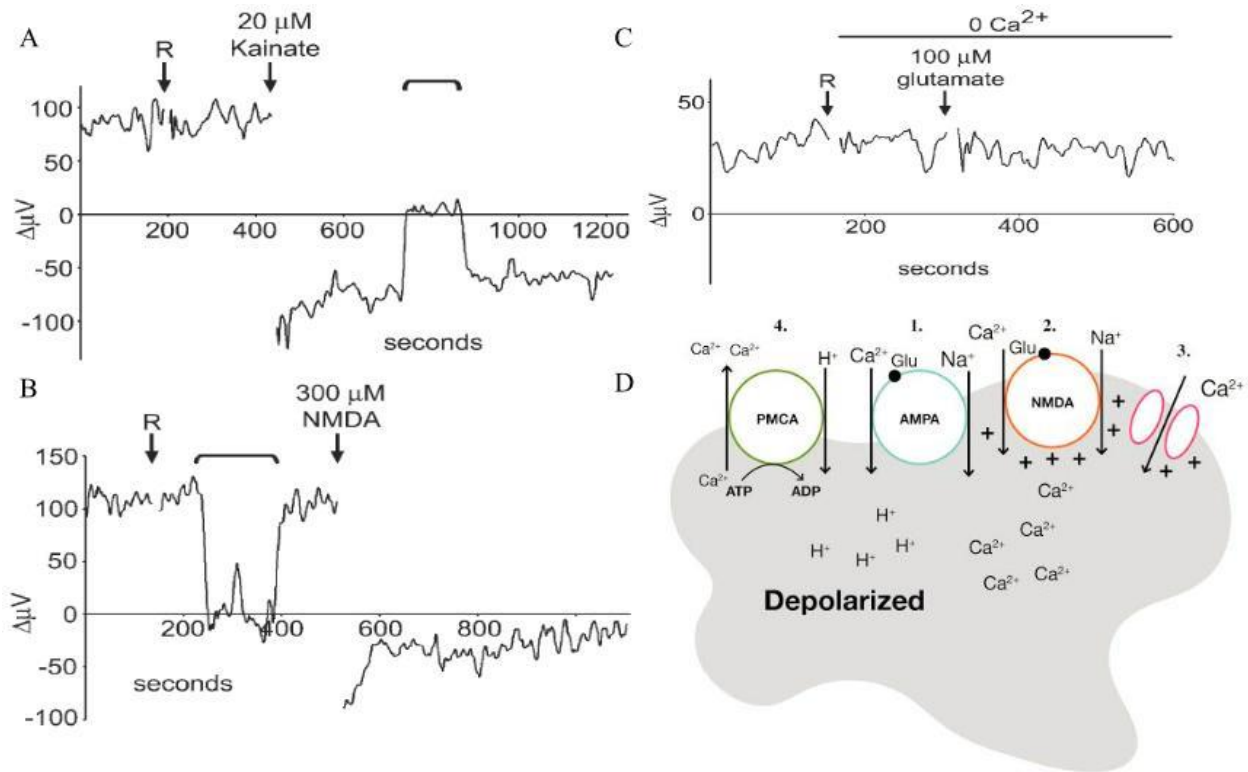 A
R
20 µM
Kainate
100
50
0
-50
-100
ΔµV
200
400
600
800
1000
1200
seconds
B
R
300 µM
NMDA
150
100
50
0
-50
-100
ΔµV
200
400
600
800
seconds
C
0 Ca²⁺
R
100 µM
glutamate
50
0
ΔµV
200
400
600
seconds
D
4.
1.
2.
3.
Ca²⁺ Ca²⁺
H⁺
Ca²⁺
Glu
Na⁺
Ca²⁺
Glu
Na⁺
Ca²⁺
PMCA
AMPA
NMDA
+ + + + + + + +
Ca²⁺
ATP
ADP
H⁺
H⁺
H⁺
H⁺
Ca²⁺
Ca²⁺
Ca²⁺
Ca²⁺
Ca²⁺
Depolarized